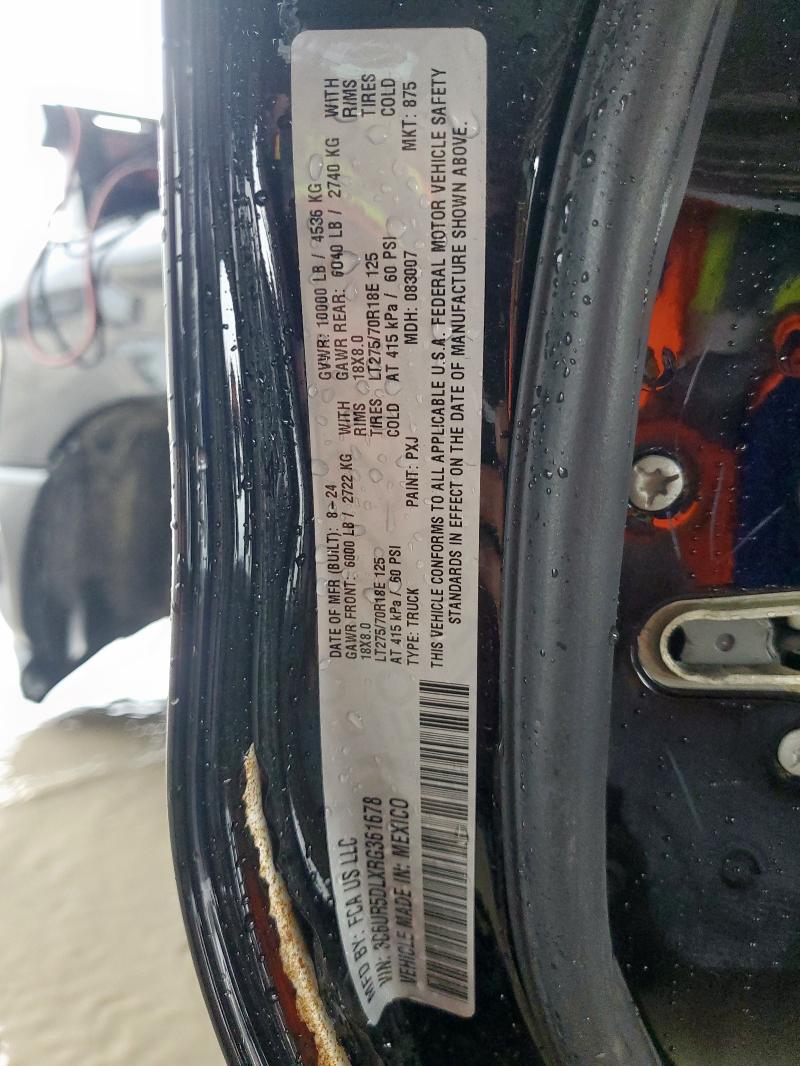 MFD BY: FCA US LLC
VIN: 3C6UR5DLXRG361678
VEHICLE MADE IN: MEXICO
DATE OF MFR (BUILT): 8-24
GAWR FRONT: 6000 LB / 2722 KG WITH
18X8.0 RIMS
LT275/70R18E 125 TIRES
AT 415 kPa / 60 PSI COLD
GVWR: 10000 LB / 4536 KG
GAWR REAR: 6040 LB / 2740 KG WITH
18X8.0 RIMS
LT275/70R18E 125 TIRES
AT 415 kPa / 60 PSI COLD
TYPE: TRUCK PAINT: PXJ MDH: 083007 MKT: 875
THIS VEHICLE CONFORMS TO ALL APPLICABLE U.S.A. FEDERAL MOTOR VEHICLE SAFETY
STANDARDS IN EFFECT ON THE DATE OF MANUFACTURE SHOWN ABOVE.